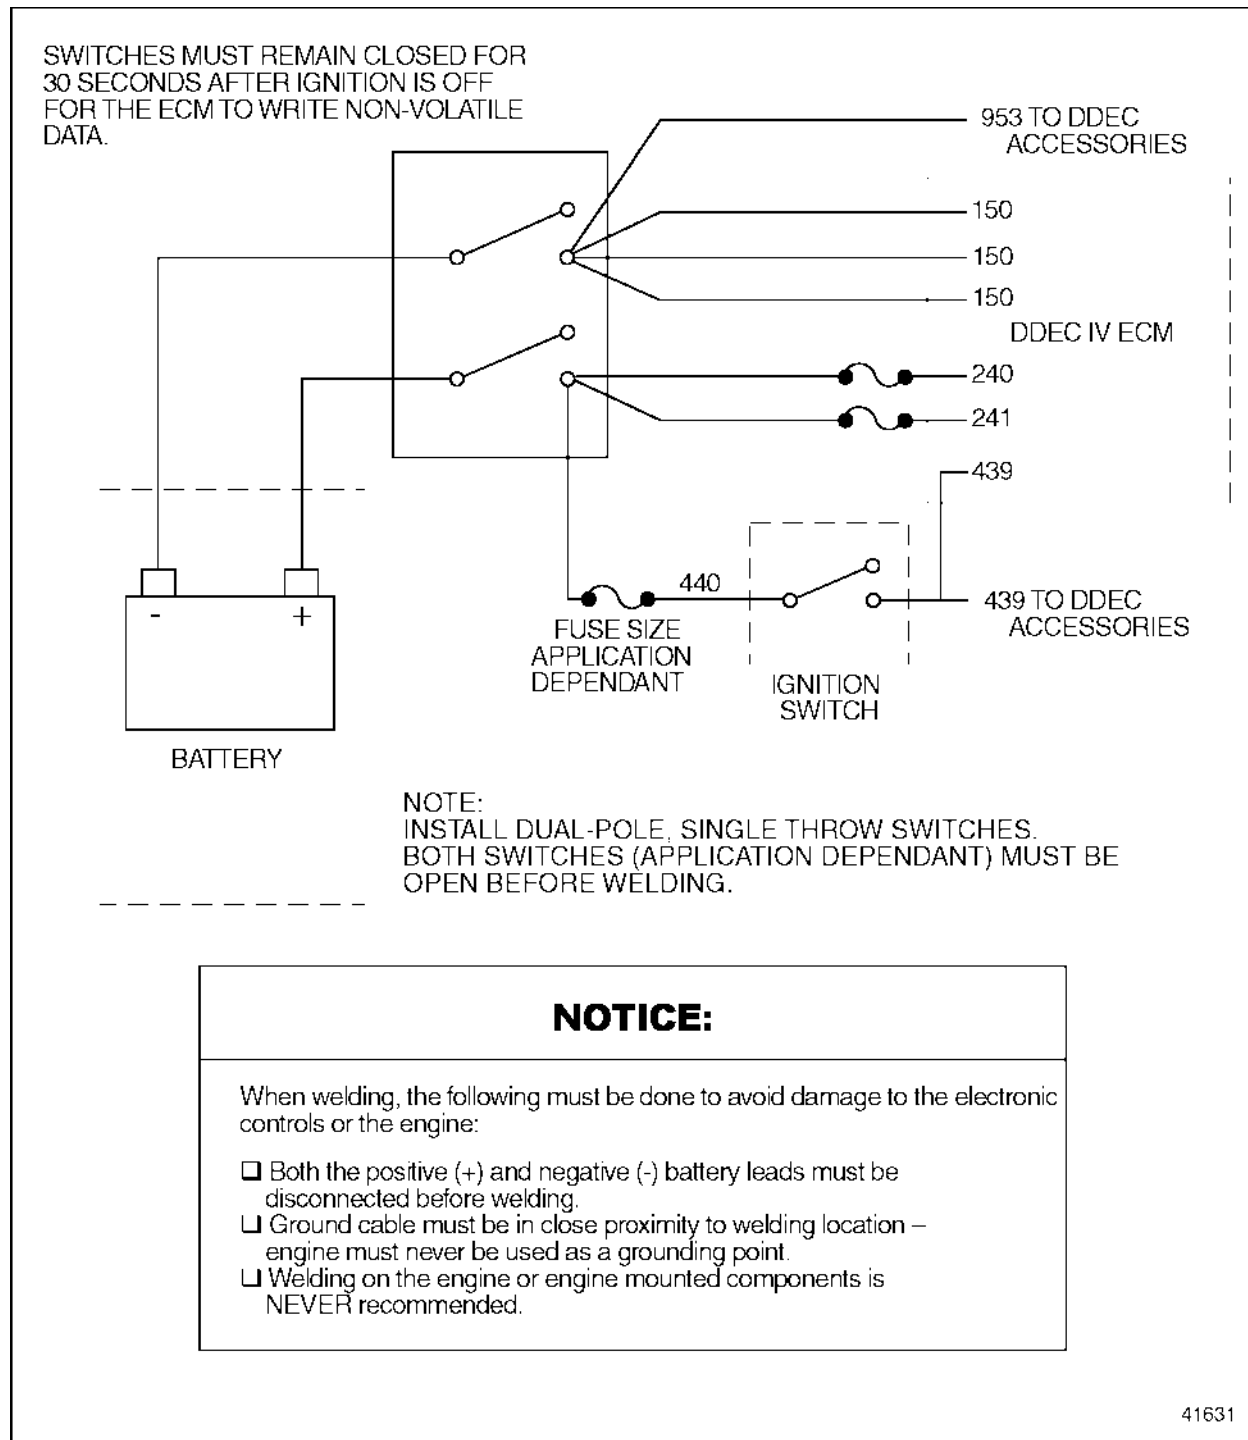 SWITCHES MUST REMAIN CLOSED FOR
30 SECONDS AFTER IGNITION IS OFF
FOR THE ECM TO WRITE NON-VOLATILE
DATA.
953 TO DDEC
ACCESSORIES
150
150
150
DDEC IV ECM
240
241
439
440
439 TO DDEC
ACCESSORIES
- +
FUSE SIZE
APPLICATION
DEPENDANT
IGNITION
SWITCH
BATTERY
NOTE:
INSTALL DUAL-POLE, SINGLE THROW SWITCHES.
BOTH SWITCHES (APPLICATION DEPENDANT) MUST BE
OPEN BEFORE WELDING.
NOTICE:
When welding, the following must be done to avoid damage to the electronic
controls or the engine:
❑ Both the positive (+) and negative (-) battery leads must be
disconnected before welding.
❑ Ground cable must be in close proximity to welding location –
engine must never be used as a grounding point.
❑ Welding on the engine or engine mounted components is
NEVER recommended.
41631